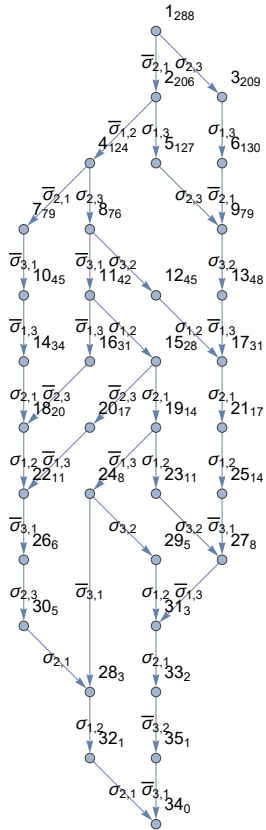 1₂₈₈
σ̅₂,₁ σ₂,₃
2₂₀₆ 3₂₀₉
σ̅₁,₂ σ₁,₃ σ₁,₃
4₁₂₄ 5₁₂₇ 6₁₃₀
σ̅₂,₁ σ₂,₃ σ₂,₃ σ̅₂,₁
7₇₉ 8₇₆ 9₇₉
σ̅₃,₁ σ̅₃,₁ σ₃,₂ σ₃,₂
10₄₅ 11₄₂ 12₄₅ 13₄₈
σ̅₁,₃ σ̅₁,₃ σ₁,₂ σ₁,₂ σ̅₁,₃
14₃₄ 16₃₁ 15₂₈ 17₃₁
σ₂,₁ σ̅₂,₃ σ̅₂,₃ σ₂,₁ σ₂,₁
18₂₀ 20₁₇ 19₁₄ 21₁₇
σ₁,₂ σ̅₁,₃ σ̅₁,₃ σ₁,₂ σ₁,₂
22₁₁ 24₈ 23₁₁ 25₁₄
σ̅₃,₁ σ₃,₂ σ₃,₂ σ̅₃,₁
26₆ 29₅ 27₈
σ₂,₃ σ̅₃,₁ σ₁,₂ σ̅₁,₃
30₅ 31₃
σ₂,₁ σ₂,₁
28₃ 33₂
σ₁,₂ σ̅₃,₂
32₁ 35₁
σ₂,₁ σ̅₃,₁
34₀